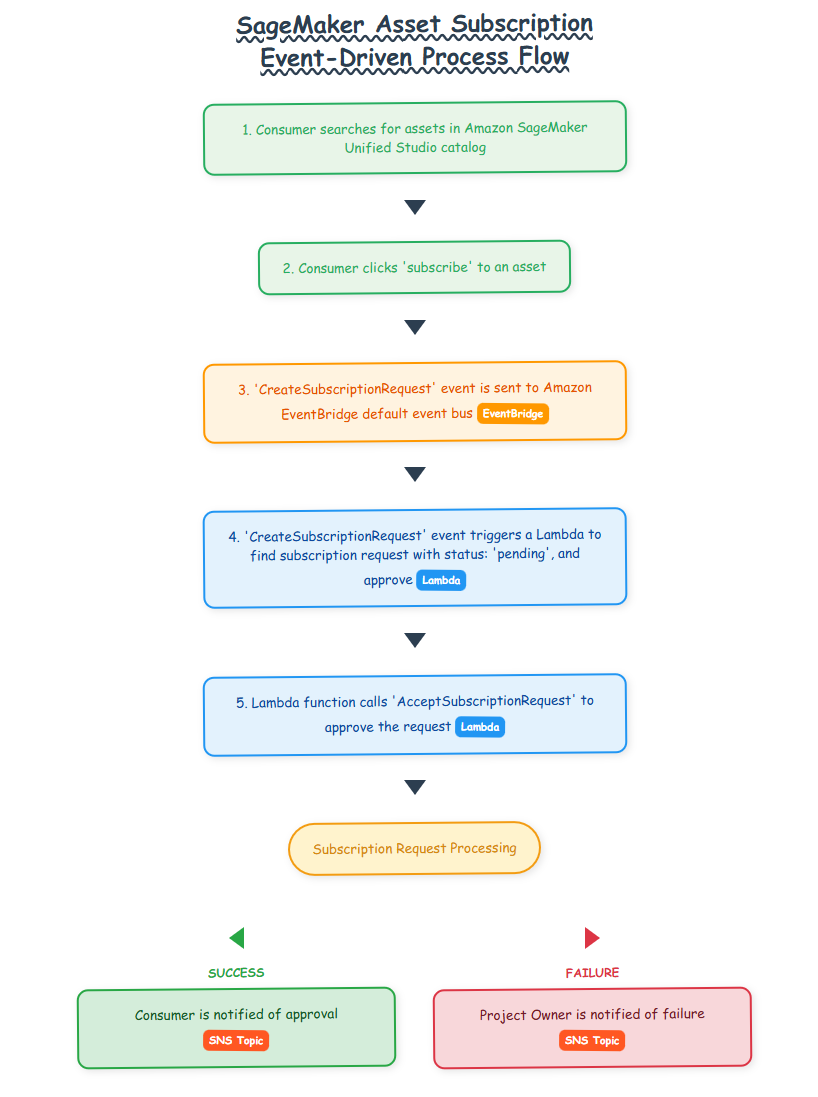 SageMaker Asset Subscription
Event-Driven Process Flow
1. Consumer searches for assets in Amazon SageMaker
Unified Studio catalog
2. Consumer clicks 'subscribe' to an asset
3. 'CreateSubscriptionRequest' event is sent to Amazon
EventBridge default event bus EventBridge
4. 'CreateSubscriptionRequest' event triggers a Lambda to
find subscription request with status: 'pending', and
approve Lambda
5. Lambda function calls 'AcceptSubscriptionRequest' to
approve the request Lambda
Subscription Request Processing
SUCCESS
Consumer is notified of approval
SNS Topic
FAILURE
Project Owner is notified of failure
SNS Topic